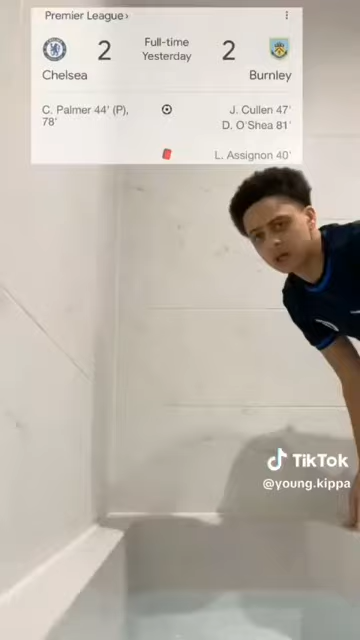 Premier League ›
2 Full-time 2
Yesterday
Chelsea Burnley
C. Palmer 44' (P), J. Cullen 47'
78' D. O'Shea 81'
L. Assignon 40'
TikTok
@young.kippa